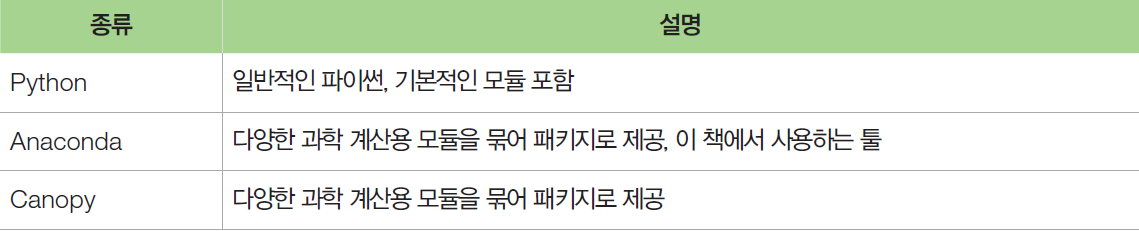 종류 설명
Python 일반적인 파이썬, 기본적인 모듈 포함
Anaconda 다양한 과학 계산용 모듈을 묶어 패키지로 제공, 이 책에서 사용하는 툴
Canopy 다양한 과학 계산용 모듈을 묶어 패키지로 제공